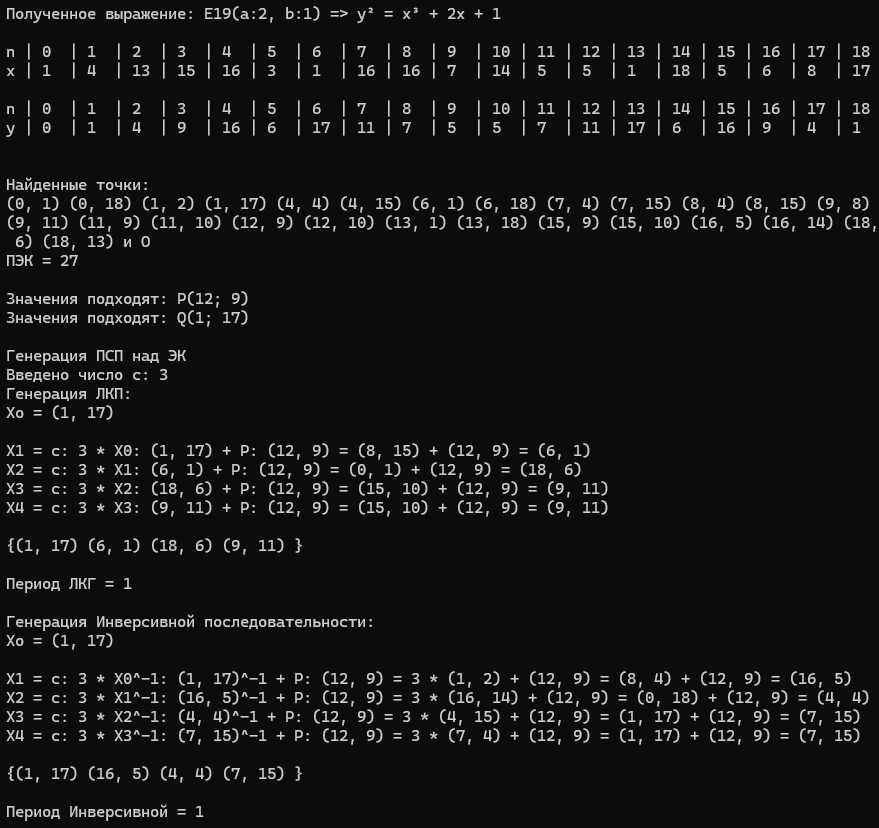 Полученное выражение: E19(a:2, b:1) => y² = x³ + 2x + 1
n | 0 | 1 | 2 | 3 | 4 | 5 | 6 | 7 | 8 | 9 | 10 | 11 | 12 | 13 | 14 | 15 | 16 | 17 | 18
x | 1 | 4 | 13 | 15 | 16 | 3 | 1 | 16 | 16 | 7 | 14 | 5 | 5 | 1 | 18 | 5 | 6 | 8 | 17
n | 0 | 1 | 2 | 3 | 4 | 5 | 6 | 7 | 8 | 9 | 10 | 11 | 12 | 13 | 14 | 15 | 16 | 17 | 18
y | 0 | 1 | 4 | 9 | 16 | 6 | 17 | 11 | 7 | 5 | 5 | 7 | 11 | 17 | 6 | 16 | 9 | 4 | 1
Найденные точки:
(0, 1) (0, 18) (1, 2) (1, 17) (4, 4) (4, 15) (6, 1) (6, 18) (7, 4) (7, 15) (8, 4) (8, 15) (9, 8)
(9, 11) (11, 9) (11, 10) (12, 9) (12, 10) (13, 1) (13, 18) (15, 9) (15, 10) (16, 5) (16, 14) (18,
6) (18, 13) и О
ПЭК = 27
Значения подходят: P(12; 9)
Значения подходят: Q(1; 17)
Генерация ПСП над ЭК
Введено число с: 3
Генерация ЛКП:
Xo = (1, 17)
X1 = c: 3 * X0: (1, 17) + P: (12, 9) = (8, 15) + (12, 9) = (6, 1)
X2 = c: 3 * X1: (6, 1) + P: (12, 9) = (0, 1) + (12, 9) = (18, 6)
X3 = c: 3 * X2: (18, 6) + P: (12, 9) = (15, 10) + (12, 9) = (9, 11)
X4 = c: 3 * X3: (9, 11) + P: (12, 9) = (15, 10) + (12, 9) = (9, 11)
{(1, 17) (6, 1) (18, 6) (9, 11) }
Период ЛКГ = 1
Генерация Инверсивной последовательности:
Xo = (1, 17)
X1 = c: 3 * X0^-1: (1, 17)^-1 + P: (12, 9) = 3 * (1, 2) + (12, 9) = (8, 4) + (12, 9) = (16, 5)
X2 = c: 3 * X1^-1: (16, 5)^-1 + P: (12, 9) = 3 * (16, 14) + (12, 9) = (0, 18) + (12, 9) = (4, 4)
X3 = c: 3 * X2^-1: (4, 4)^-1 + P: (12, 9) = 3 * (4, 15) + (12, 9) = (1, 17) + (12, 9) = (7, 15)
X4 = c: 3 * X3^-1: (7, 15)^-1 + P: (12, 9) = 3 * (7, 4) + (12, 9) = (1, 17) + (12, 9) = (7, 15)
{(1, 17) (16, 5) (4, 4) (7, 15) }
Период Инверсивной = 1